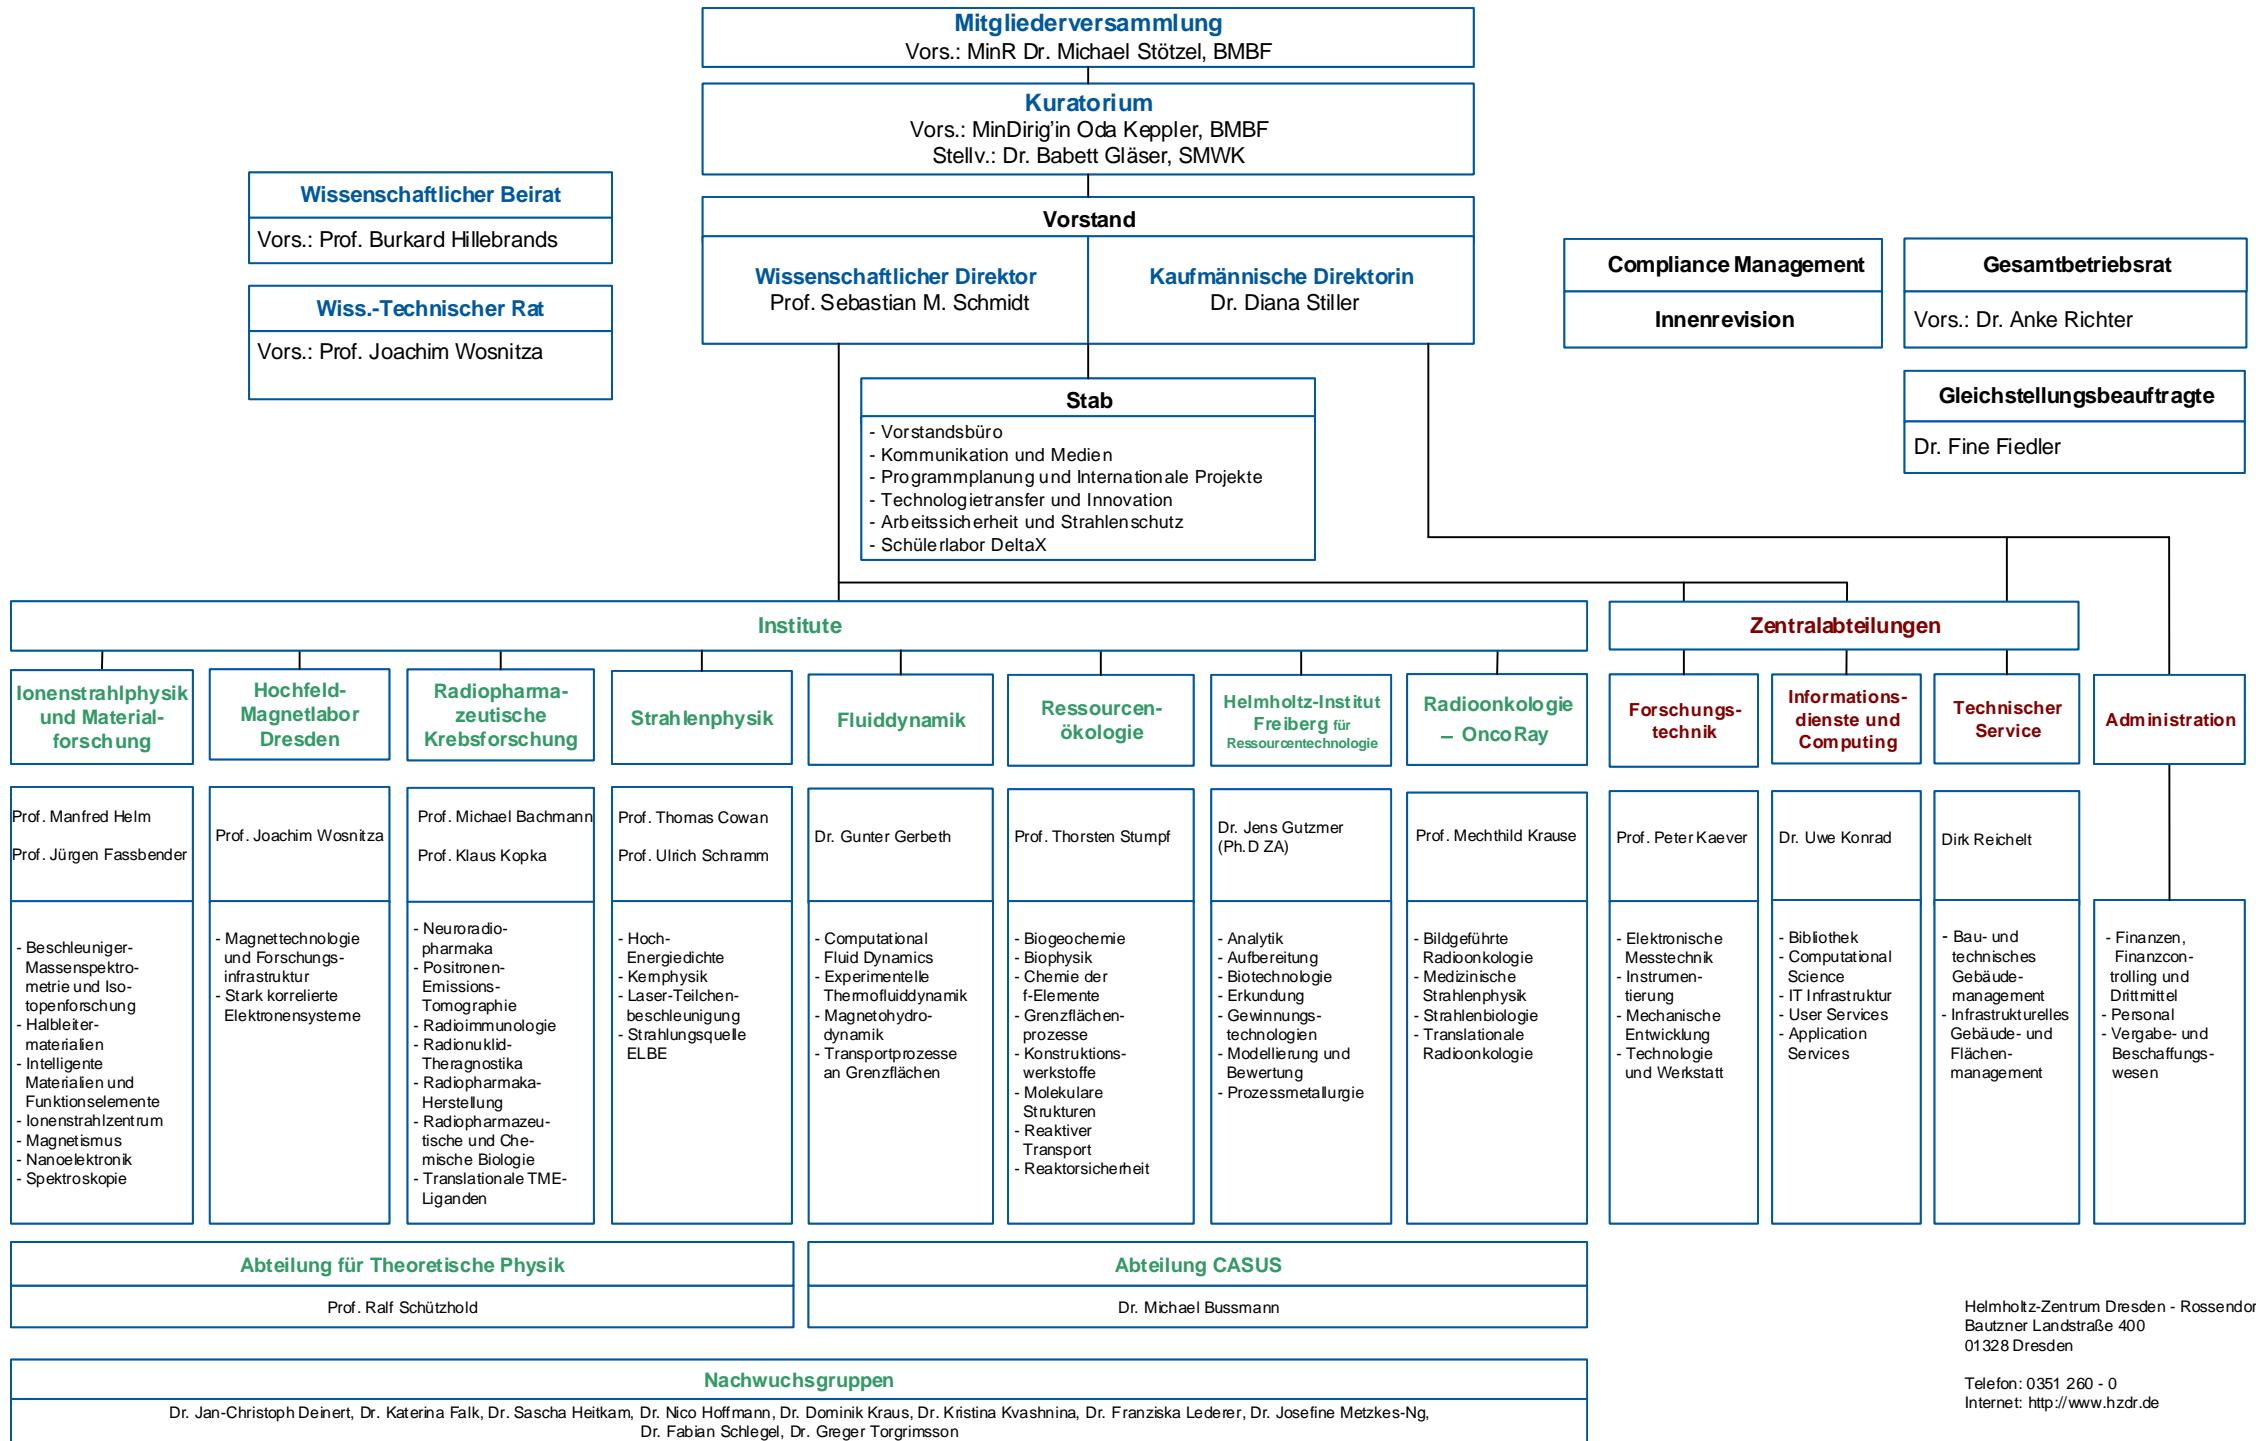 Mitgliederversammlung
Vors.: MinR Dr. Michael Stötzel, BMBF
Kuratorium
Vors.: MinDirig'in Oda Keppler, BMBF
Stellv.: Dr. Babett Gläser, SMWK
Wissenschaftlicher Beirat
Vors.: Prof. Burkard Hillebrands
Wiss.-Technischer Rat
Vors.: Prof. Joachim Wosnitza
Vorstand
Wissenschaftlicher Direktor
Prof. Sebastian M. Schmidt
Kaufmännische Direktorin
Dr. Diana Stiller
Compliance Management
Innenrevision
Gesamtbetriebsrat
Vors.: Dr. Anke Richter
Gleichstellungsbeauftragte
Dr. Fine Fiedler
Stab
- Vorstandsbüro
- Kommunikation und Medien
- Programmplanung und Internationale Projekte
- Technologietransfer und Innovation
- Arbeitssicherheit und Strahlenschutz
- Schülerlabor DeltaX
Institute
Zentralabteilungen
Ionenstrahlphysik
und Material-
forschung
Prof. Manfred Helm
Prof. Jürgen Fassbender
- Beschleuniger-
Massenspektro-
metrie und Iso-
topenforschung
- Halbleiter-
materialien
- Intelligente
Materialien und
Funktionselemente
- Ionenstrahlzentrum
- Magnetismus
- Nanoelektronik
- Spektroskopie
Hochfeld-
Magnetlabor
Dresden
Prof. Joachim Wosnitza
- Magnettechnologie
und Forschungs-
infrastruktur
- Stark korrelierte
Elektronensysteme
Radiopharma-
zeutische
Krebsforschung
Prof. Michael Bachmann
Prof. Klaus Kopka
- Neuroradio-
pharmaka
- Positronen-
Emissions-
Tomographie
- Radioimmunologie
- Radionuklid-
Theragnostika
- Radiopharmaka-
Herstellung
- Radiopharmazeu-
tische und Che-
mische Biologie
- Translationale TME-
Liganden
Strahlenphysik
Prof. Thomas Cowan
Prof. Ulrich Schramm
- Hoch-
Energiedichte
- Kernphysik
- Laser-Teilchen-
beschleunigung
- Strahlungsquelle
ELBE
Fluiddynamik
Dr. Gunter Gerbeth
- Computational
Fluid Dynamics
- Experimentelle
Thermofluiddynamik
- Magnetohydro-
dynamik
- Transportprozesse
an Grenzflächen
Ressourcen-
ökologie
Prof. Thorsten Stumpf
- Biogeochemie
- Biophysik
- Chemie der
f-Elemente
- Grenzflächen-
prozesse
- Konstruktions-
werkstoffe
- Molekulare
Strukturen
- Reaktiver
Transport
- Reaktorsicherheit
Helmholtz-Institut
Freiberg für
Ressourcentechnologie
Dr. Jens Gutzmer
(Ph.D ZA)
- Analytik
- Aufbereitung
- Biotechnologie
- Erkundung
- Gewinnungs-
technologien
- Modellierung und
Bewertung
- Prozessmetallurgie
Radioonkologie
– OncoRay
Prof. Mechthild Krause
- Bildgeführte
Radioonkologie
- Medizinische
Strahlenphysik
- Strahlenbiologie
- Translationale
Radioonkologie
Forschungs-
technik
Prof. Peter Kaever
- Elektronische
Messtechnik
- Instrumen-
tierung
- Mechanische
Entwicklung
- Technologie
und Werkstatt
Informations-
dienste und
Computing
Dr. Uwe Konrad
- Bibliothek
- Computational
Science
- IT Infrastruktur
- User Services
- Application
Services
Technischer
Service
Dirk Reichelt
- Bau- und
technisches
Gebäude-
management
- Infrastrukturelles
Gebäude- und
Flächen-
management
Administration
- Finanzen,
Finanzcon-
trolling und
Drittmittel
- Personal
- Vergabe- und
Beschaffungs-
wesen
Abteilung für Theoretische Physik
Prof. Ralf Schützhold
Abteilung CASUS
Dr. Michael Bussmann
Nachwuchsgruppen
Dr. Jan-Christoph Deinert, Dr. Katerina Falk, Dr. Sascha Heitkam, Dr. Nico Hoffmann, Dr. Dominik Kraus, Dr. Kristina Kvashnina, Dr. Franziska Lederer, Dr. Josefine Metzkes-Ng,
Dr. Fabian Schlegel, Dr. Greger Torgrimsson
Helmholtz-Zentrum Dresden - Rossendor
Bautzner Landstraße 400
01328 Dresden
Telefon: 0351 260 - 0
Internet: http://www.hzdr.de